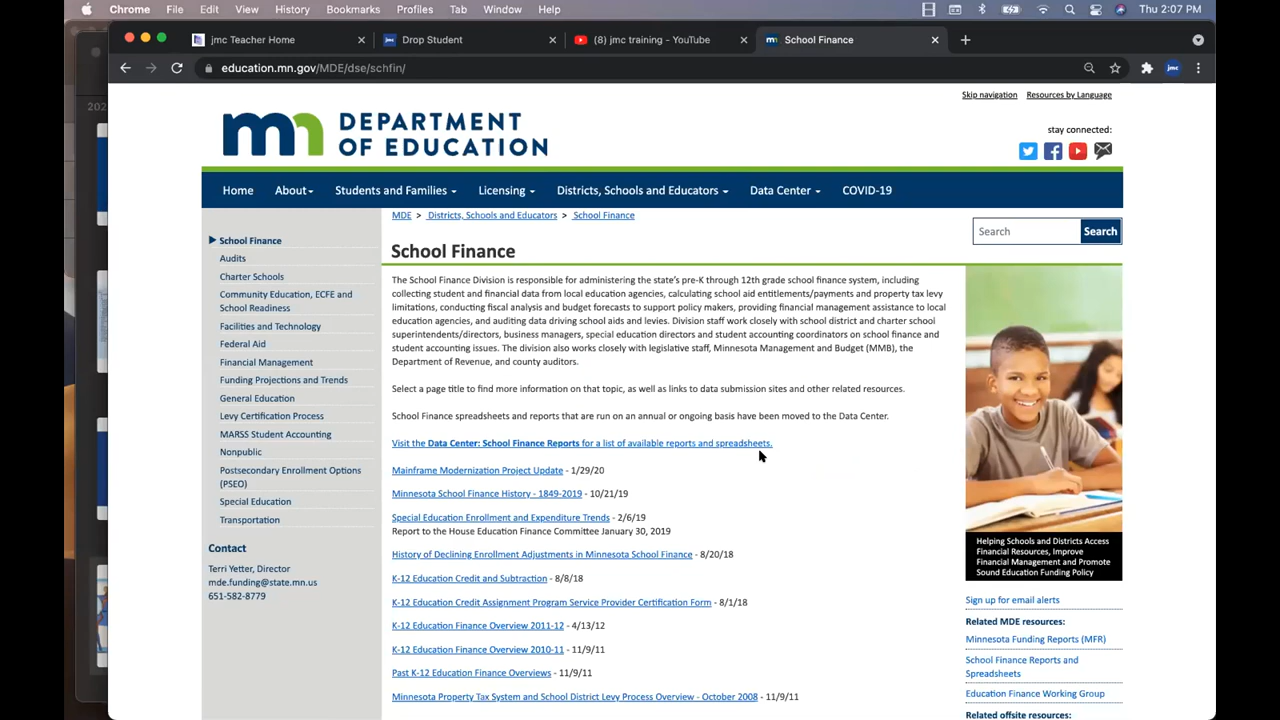 Chrome File Edit View History Bookmarks Profiles Tab Window Help Thu 2:07 PM
jmc Teacher Home Drop Student (8) jmc training - YouTube School Finance
education.mn.gov/MDE/dse/schfin/ jmc
202
Skip navigation Resources by Language
mn DEPARTMENT OF EDUCATION
stay connected:
Home About Students and Families Licensing Districts, Schools and Educators Data Center COVID-19
MDE > Districts, Schools and Educators > School Finance
Search Search
School Finance
Audits
Charter Schools
Community Education, ECFE and
School Readiness
Facilities and Technology
Federal Aid
Financial Management
Funding Projections and Trends
General Education
Levy Certification Process
MARSS Student Accounting
Nonpublic
Postsecondary Enrollment Options
(PSEO)
Special Education
Transportation
Contact
Terri Yetter, Director
mde.funding@state.mn.us
651-582-8779
School Finance
The School Finance Division is responsible for administering the state's pre-K through 12th grade school finance system, including
collecting student and financial data from local education agencies, calculating school aid entitlements/payments and property tax levy
limitations, conducting fiscal analysis and budget forecasts to support policy makers, providing financial management assistance to local
education agencies, and auditing data driving school aids and levies. Division staff work closely with school district and charter school
superintendents/directors, business managers, special education directors and student accounting coordinators on school finance and
student accounting issues. The division also works closely with legislative staff, Minnesota Management and Budget (MMB), the
Department of Revenue, and county auditors.
Select a page title to find more information on that topic, as well as links to data submission sites and other related resources.
School Finance spreadsheets and reports that are run on an annual or ongoing basis have been moved to the Data Center.
Visit the Data Center: School Finance Reports for a list of available reports and spreadsheets.
Mainframe Modernization Project Update - 1/29/20
Minnesota School Finance History - 1849-2019 - 10/21/19
Special Education Enrollment and Expenditure Trends - 2/6/19
Report to the House Education Finance Committee January 30, 2019
History of Declining Enrollment Adjustments in Minnesota School Finance - 8/20/18
K-12 Education Credit and Subtraction - 8/8/18
K-12 Education Credit Assignment Program Service Provider Certification Form - 8/1/18
K-12 Education Finance Overview 2011-12 - 4/13/12
K-12 Education Finance Overview 2010-11 - 11/9/11
Past K-12 Education Finance Overviews - 11/9/11
Minnesota Property Tax System and School District Levy Process Overview - October 2008 - 11/9/11
Helping Schools and Districts Access
Financial Resources, Improve
Financial Management and Promote
Sound Education Funding Policy
Sign up for email alerts
Related MDE resources:
Minnesota Funding Reports (MFR)
School Finance Reports and
Spreadsheets
Education Finance Working Group
Related offsite resources: